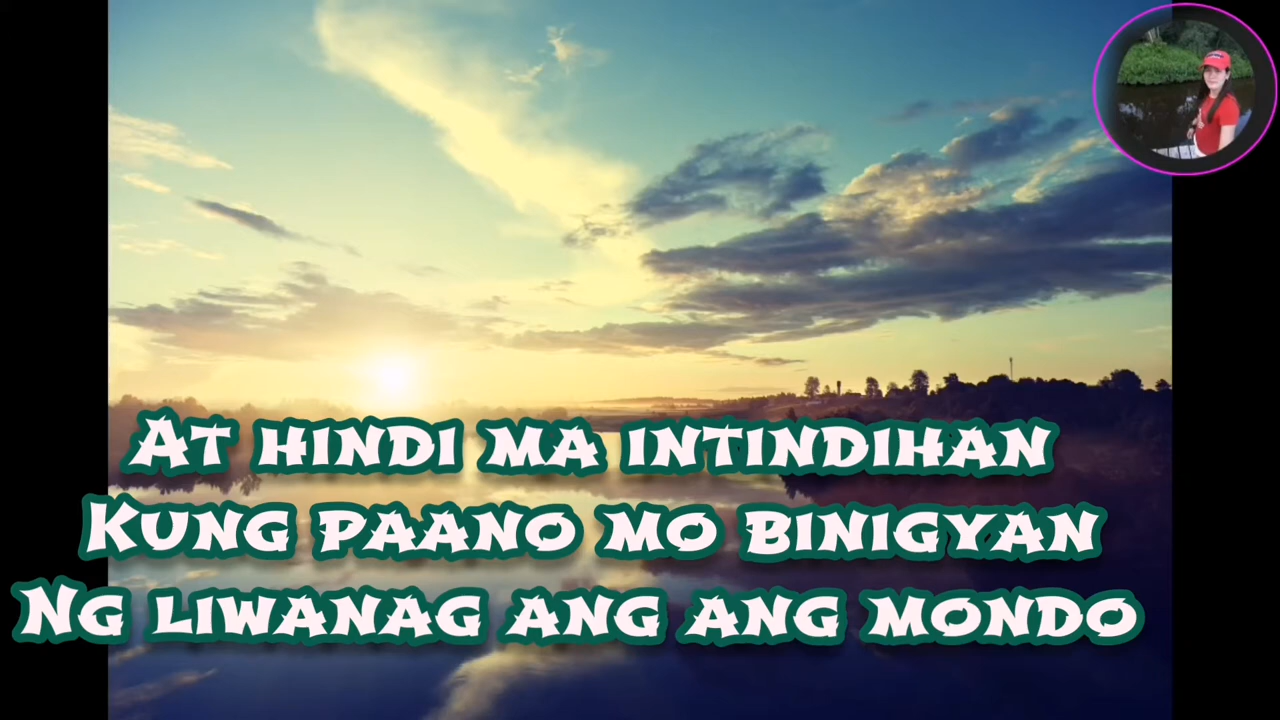 At hindi ma intindihan
Kung paano mo binigyan
Ng liwanag ang ang mondo